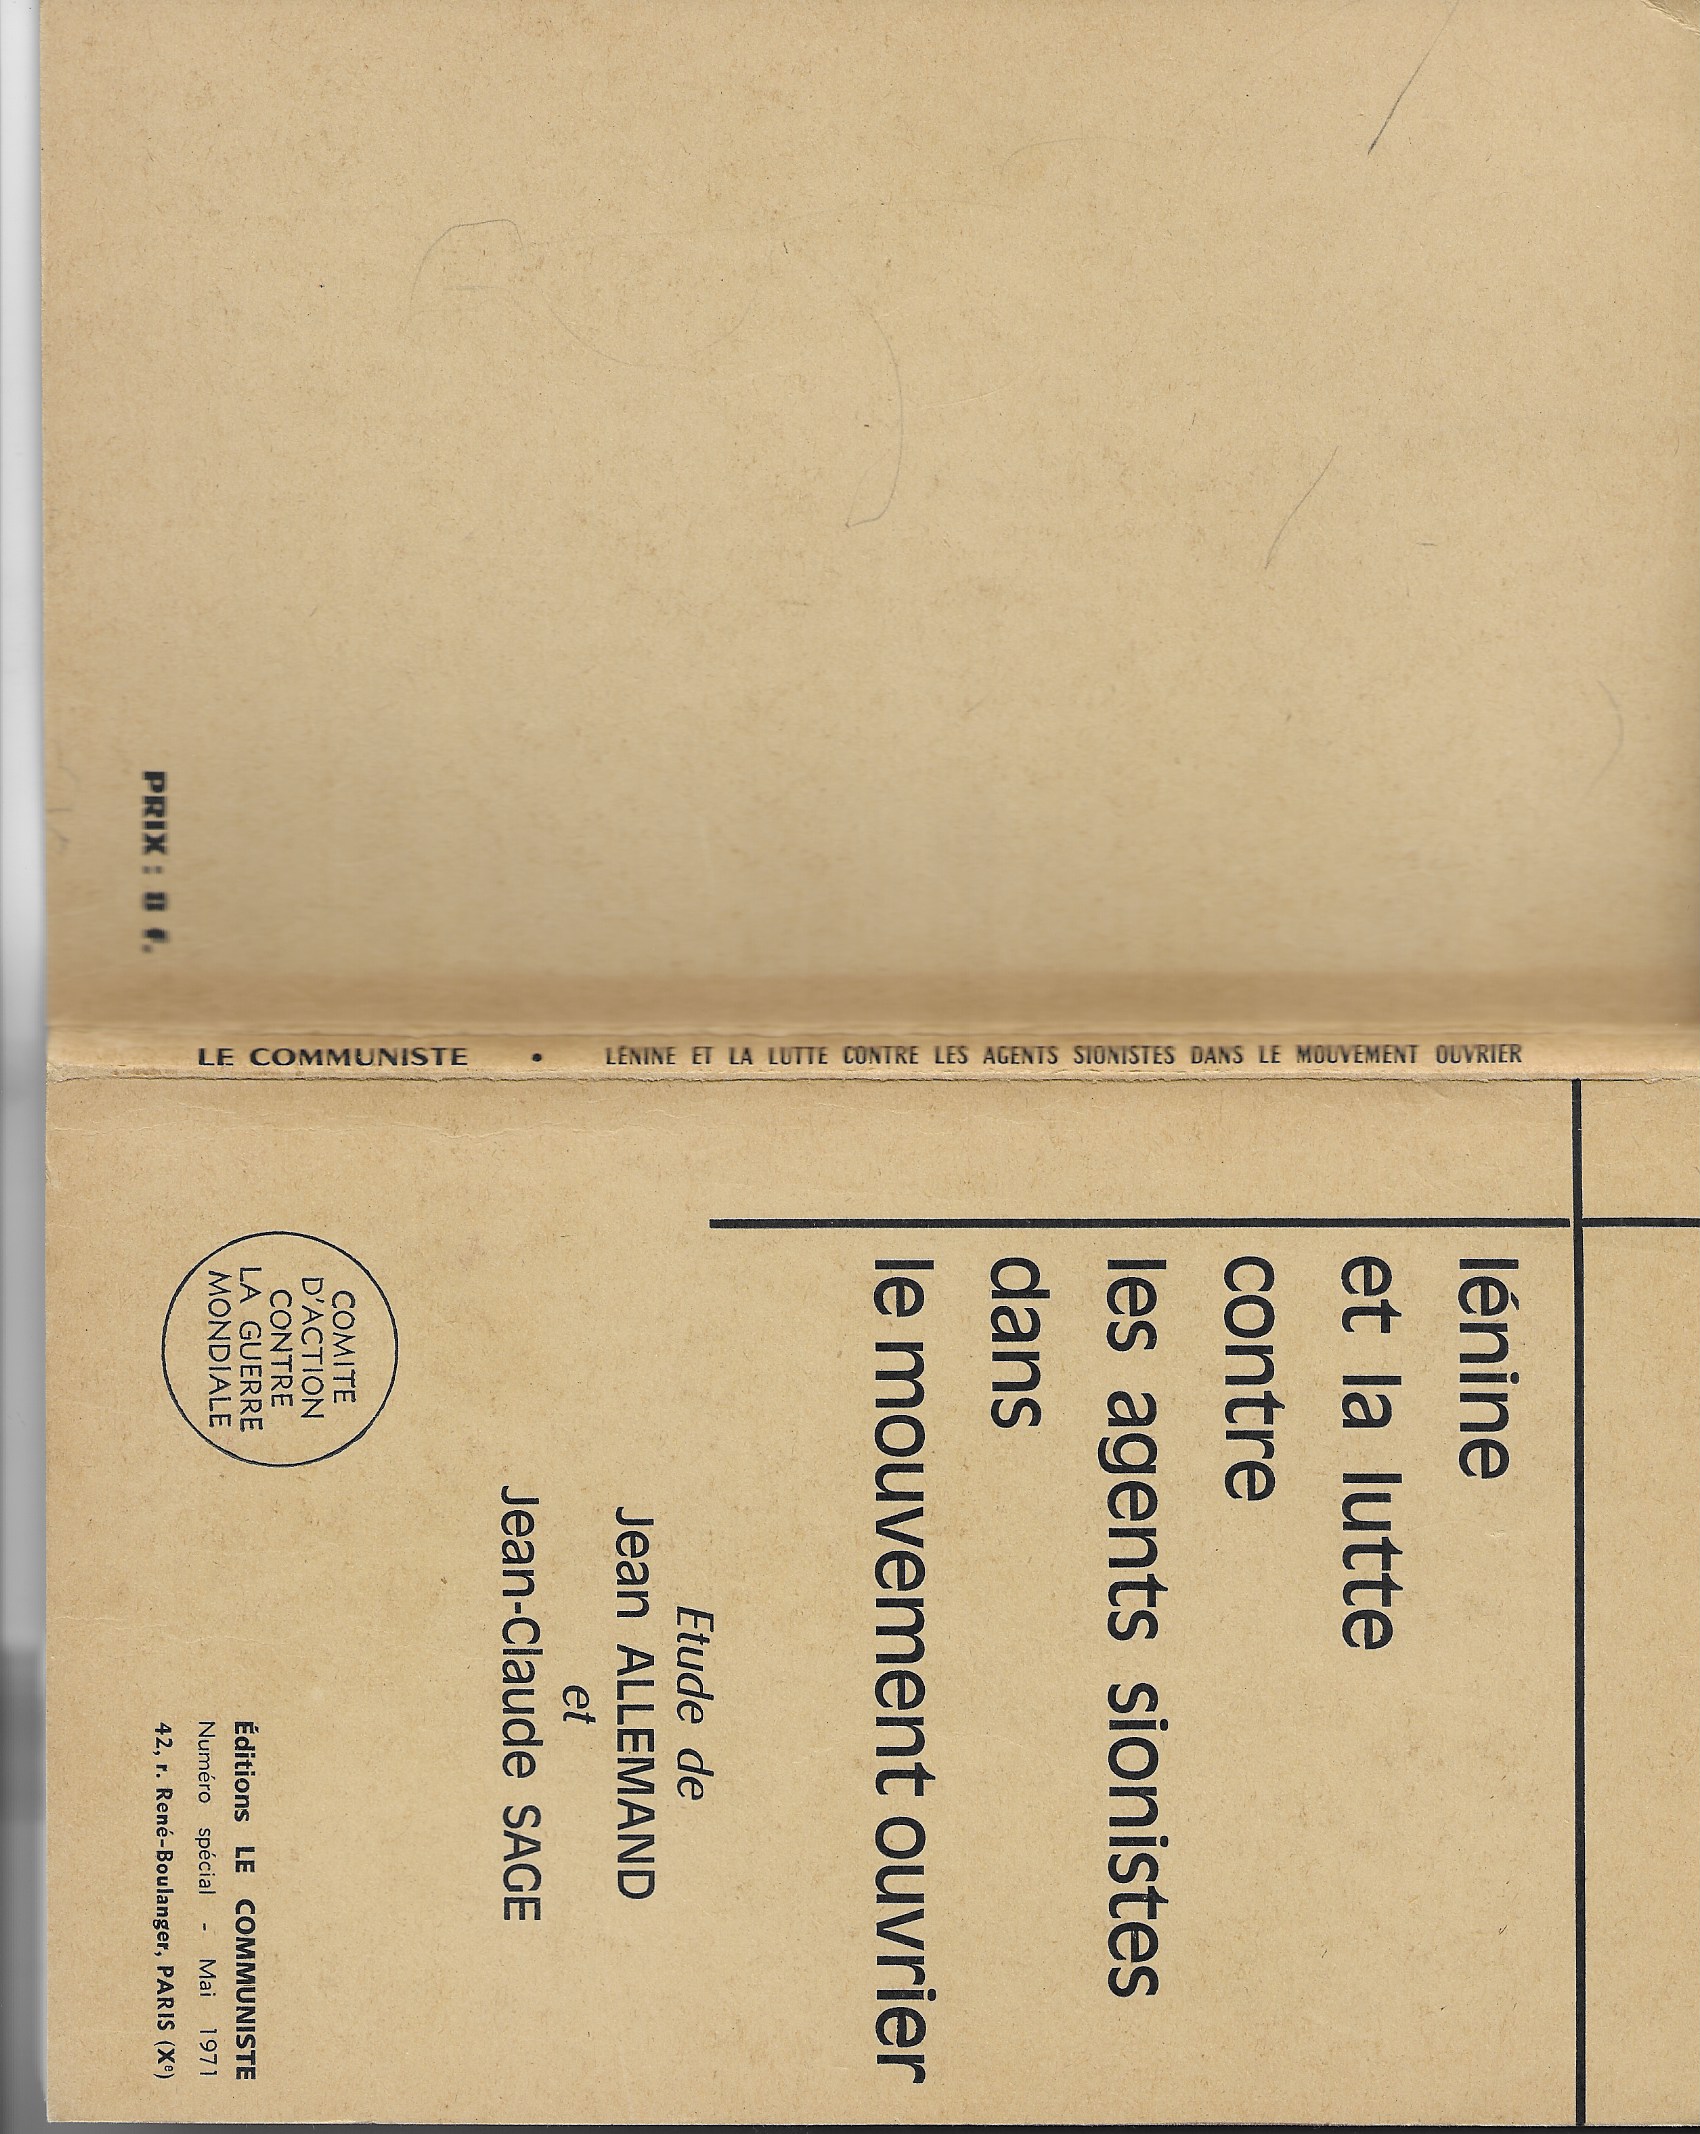 lénine
et la lutte
contre
les agents sionistes
dans
le mouvement ouvrier
Etude de
Jean ALLEMAND
et
Jean-Claude SAGE
COMITE
D'ACTION
CONTRE
LA GUERRE
MONDIALE
Éditions LE COMMUNISTE
Numéro spécial - Mai 1971
42, r. René-Boulanger, PARIS (Xe)
LE COMMUNISTE • LÉNINE ET LA LUTTE CONTRE LES AGENTS SIONISTES DANS LE MOUVEMENT OUVRIER
PRIX : 8 f.